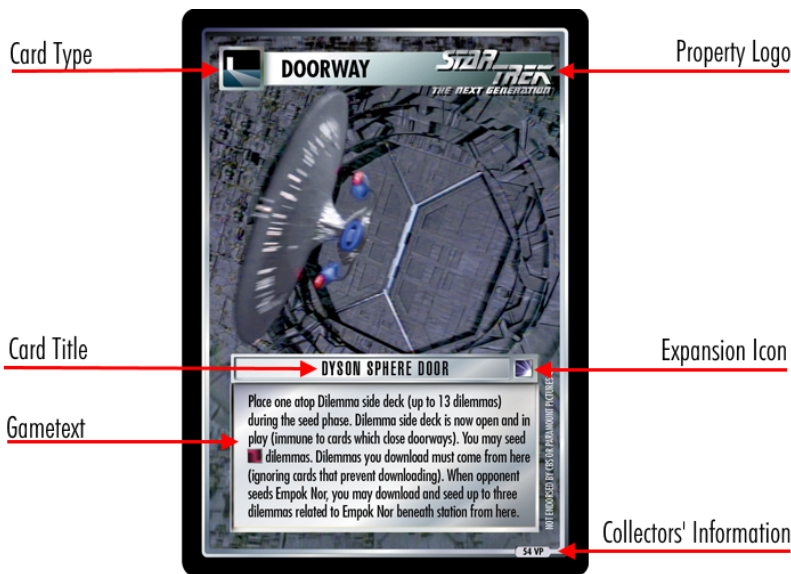 Card Type
Property Logo
DOORWAY
STAR TREK
THE NEXT GENERATION
Card Title
Expansion Icon
DYSON SPHERE DOOR
Gametext
Place one atop Dilemma side deck (up to 13 dilemmas)
during the seed phase. Dilemma side deck is now open and in
play (immune to cards which close doorways). You may seed
dilemmas. Dilemmas you download must come from here
(ignoring cards that prevent downloading). When opponent
seeds Empok Nor, you may download and seed up to three
dilemmas related to Empok Nor beneath station from here.
NOT ENDORSED BY CBS OR PARAMOUNT PICTURES
Collectors' Information
54 VP